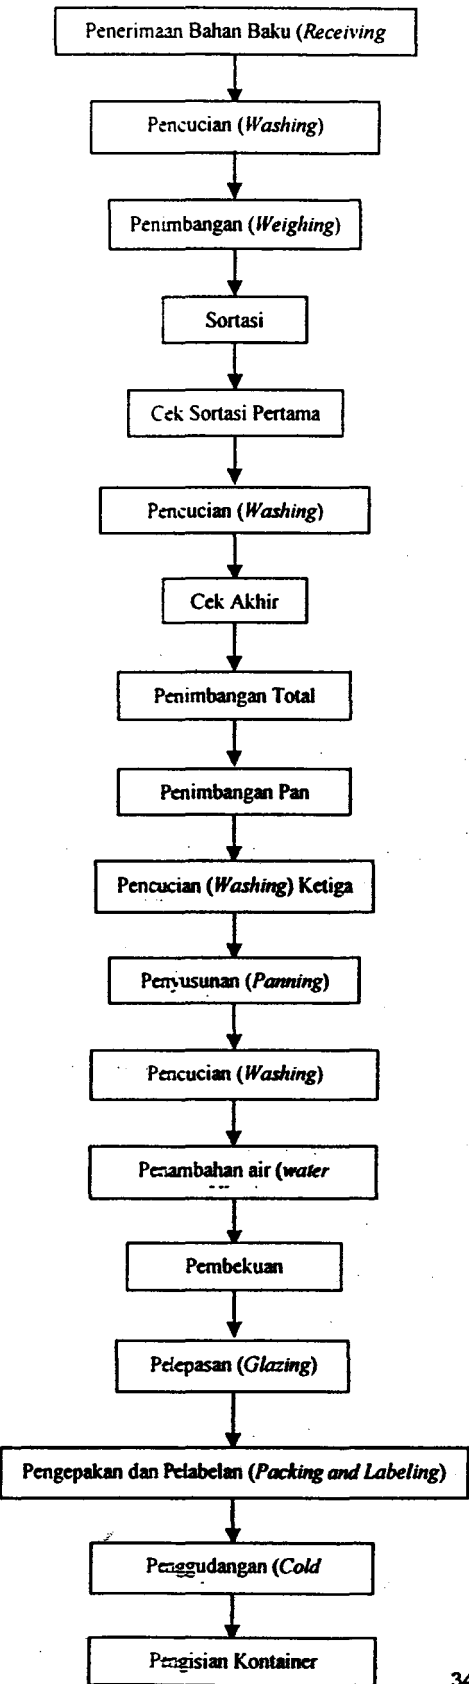 Penerimaan Bahan Baku (Receiving
Pencucian (Washing)
Penimbangan (Weighing)
Sortasi
Cek Sortasi Pertama
Pencucian (Washing)
Cek Akhir
Penimbangan Total
Penimbangan Pan
Pencucian (Washing) Ketiga
Penyusunan (Panning)
Pencucian (Washing)
Penambahan air (water
Pembekuan
Pelepasan (Glazing)
Pengepakan dan Pelabelan (Packing and Labeling)
Penggudangan (Cold
Pengisian Kontainer
34